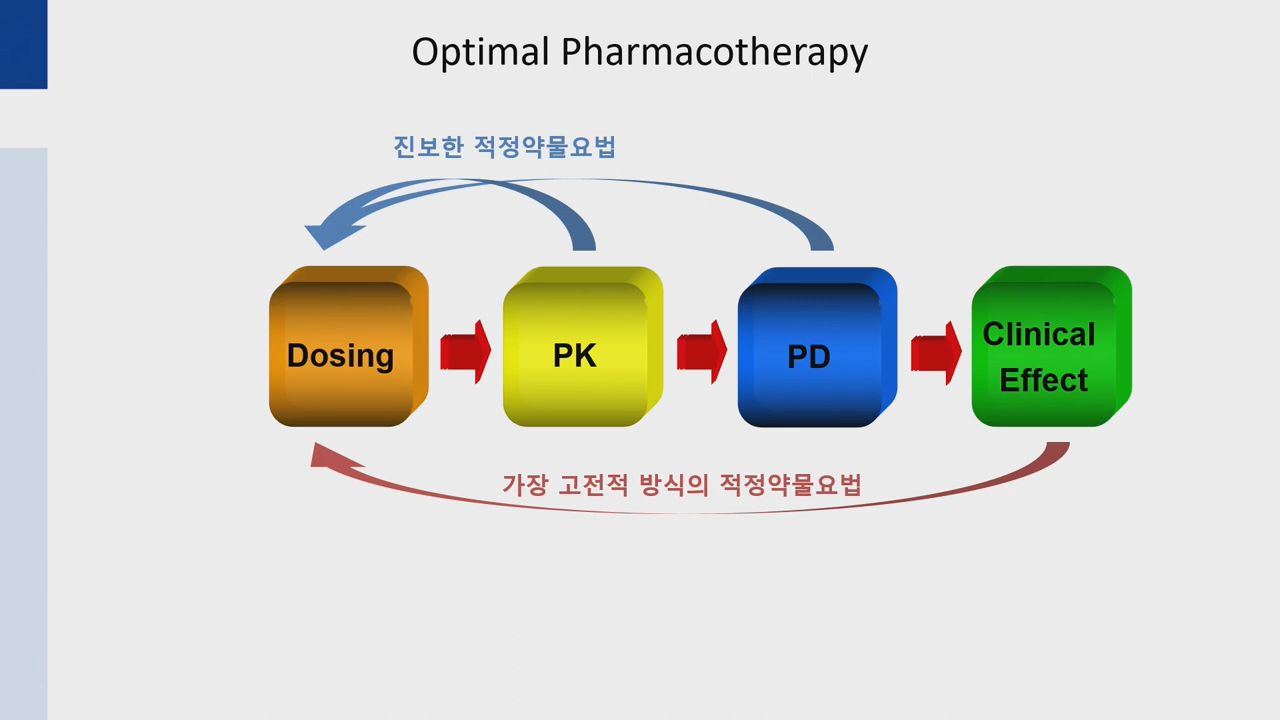 Optimal Pharmacotherapy
진보한 적정약물요법
Dosing
PK
PD
Clinical
Effect
가장 고전적 방식의 적정약물요법